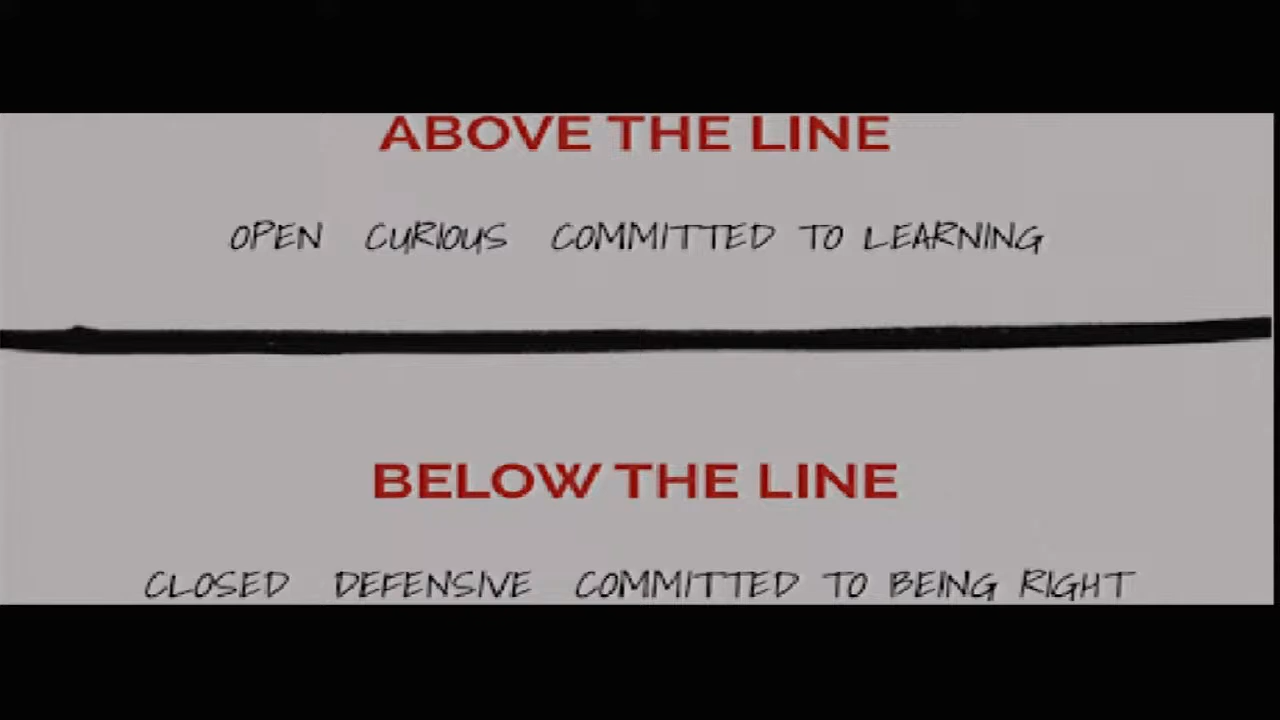 ABOVE THE LINE
OPEN CURIOUS COMMITTED TO LEARNING
BELOW THE LINE
CLOSED DEFENSIVE COMMITTED TO BEING RIGHT